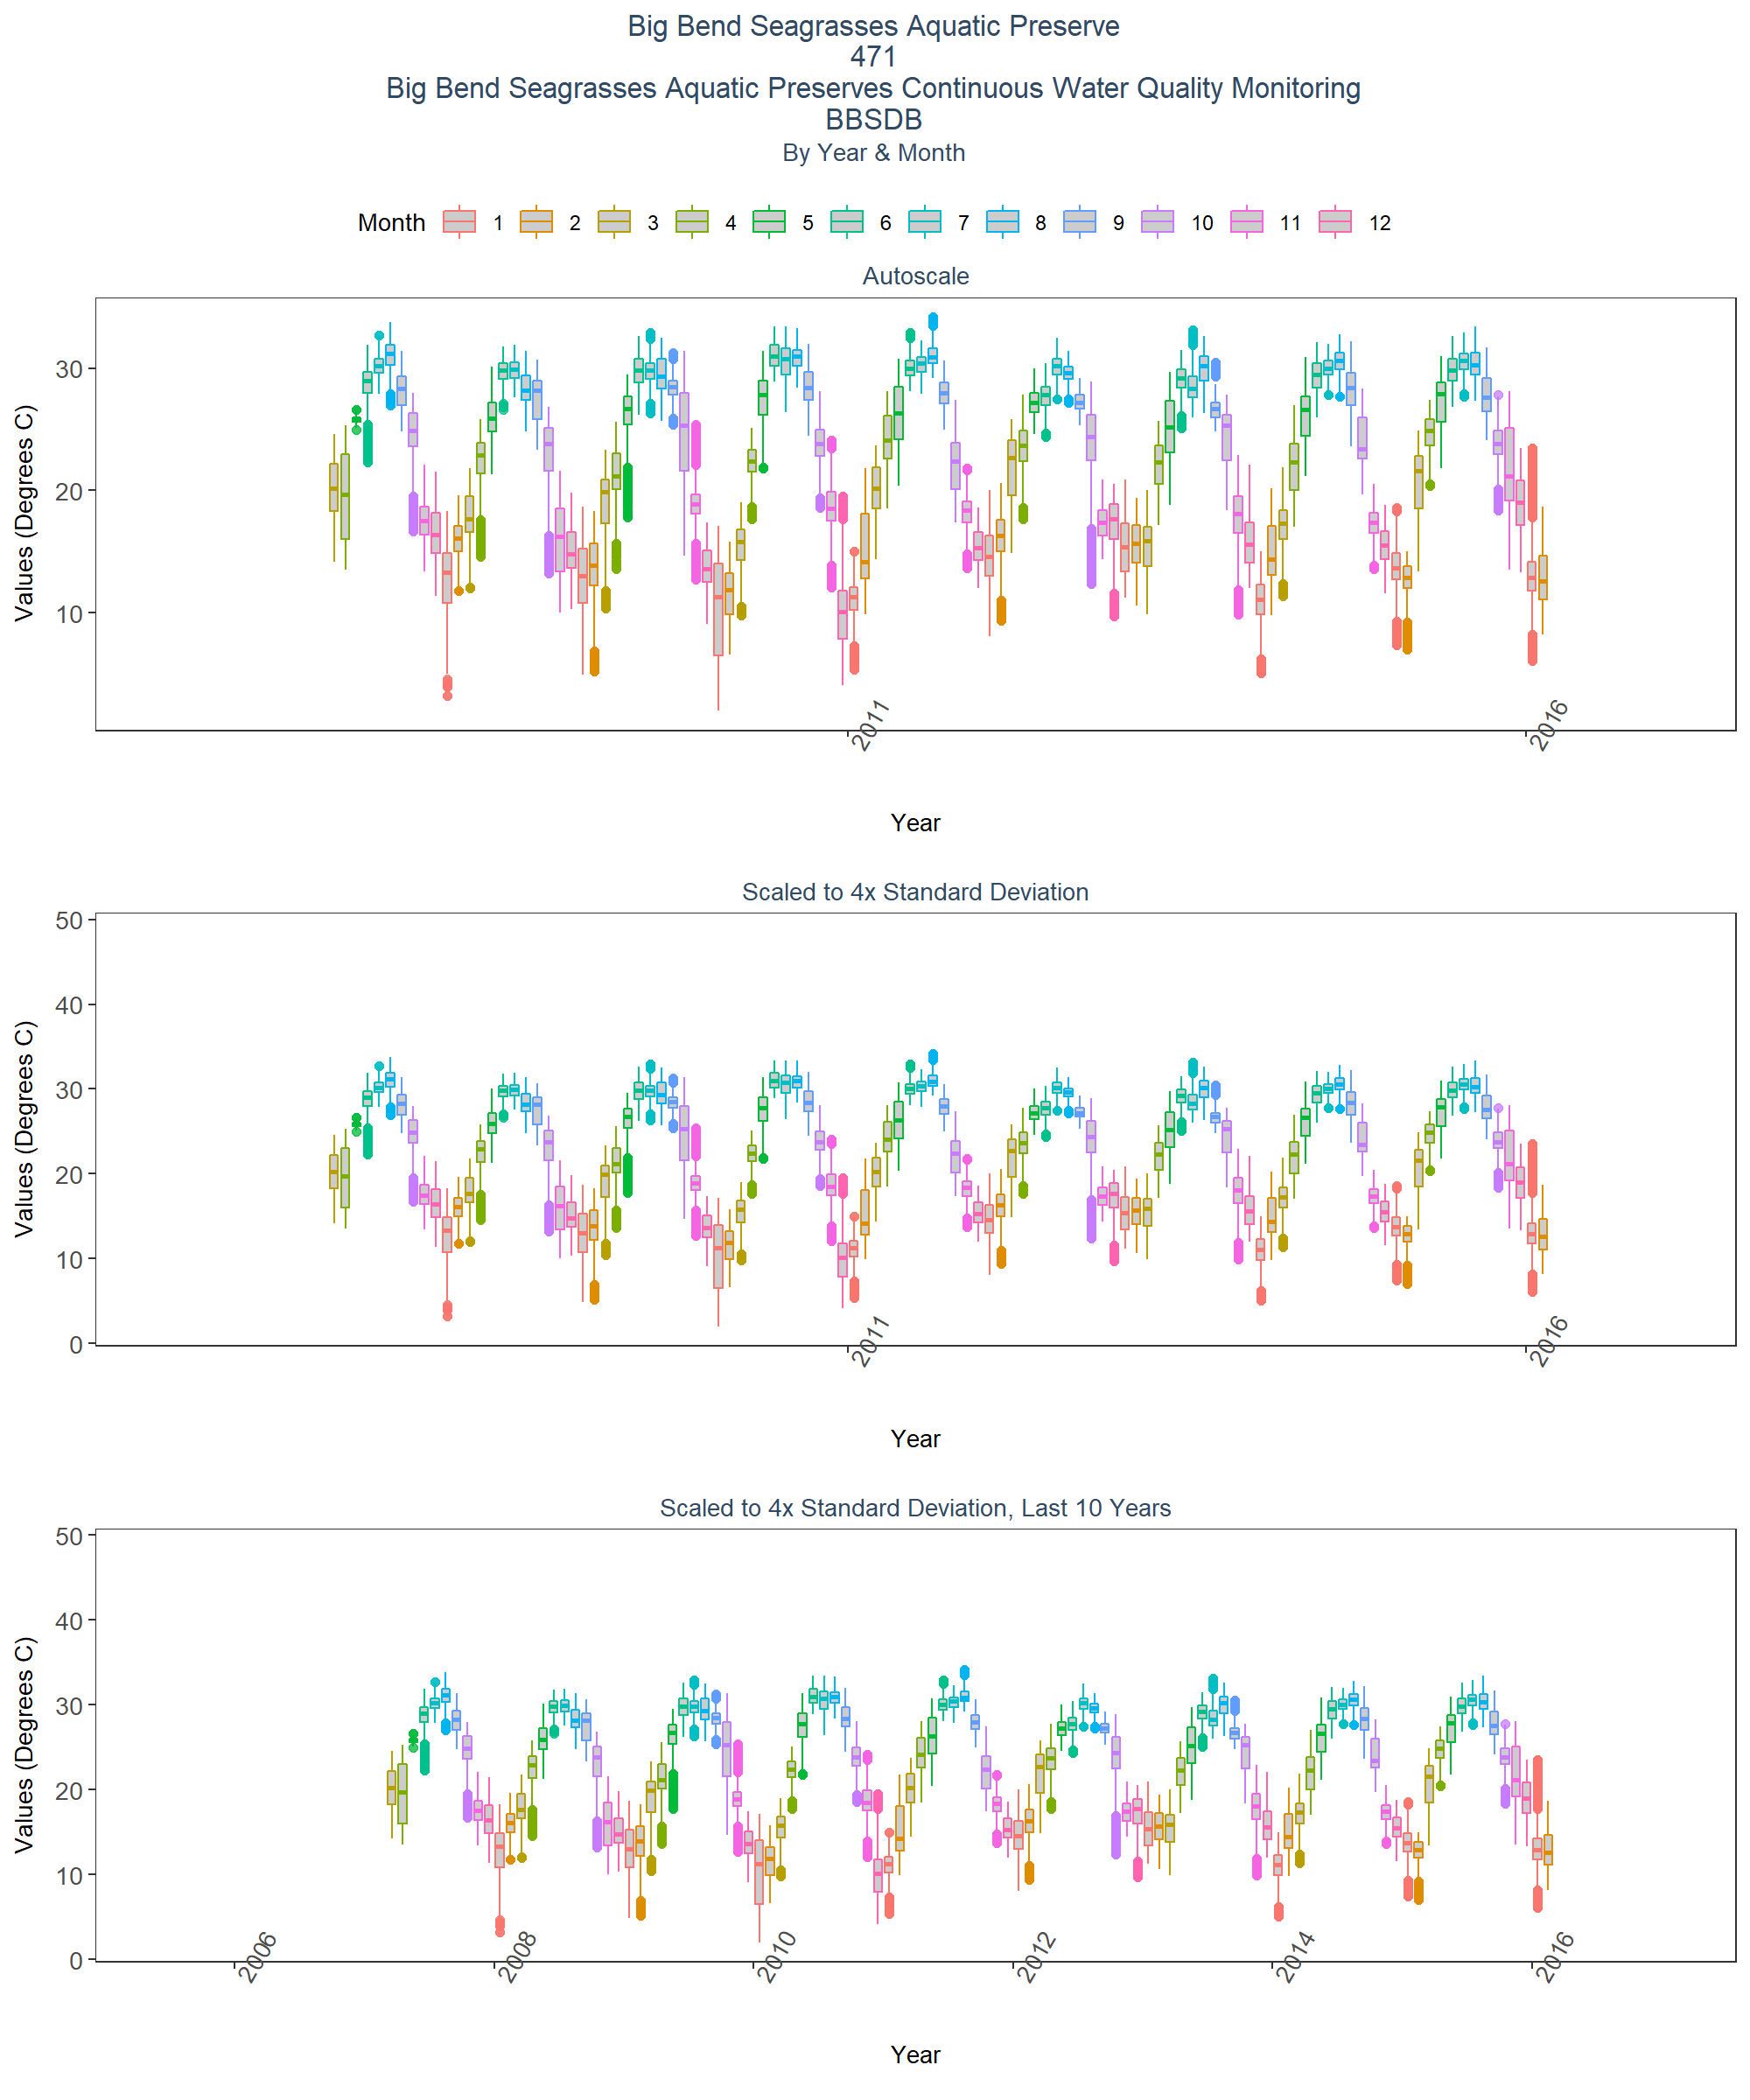 Big Bend Seagrasses Aquatic Preserve
471
Big Bend Seagrasses Aquatic Preserves Continuous Water Quality Monitoring
BBSDB
By Year & Month
Month 1 2 3 4 5 6 7 8 9 10 11 12
Autoscale
Values (Degrees C)
30
20
10
2011 2016
Year
Scaled to 4x Standard Deviation
Values (Degrees C)
50
40
30
20
10
0
2011 2016
Year
Scaled to 4x Standard Deviation, Last 10 Years
Values (Degrees C)
50
40
30
20
10
0
2006 2008 2010 2012 2014 2016
Year